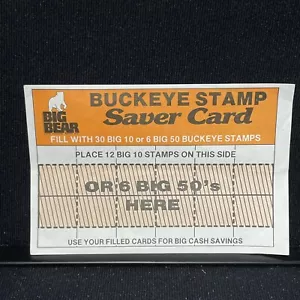 BUCKEYE STAMP
Saver Card
BIG
BEAR
FILL WITH 30 BIG 10 or 6 BIG 50 BUCKEYE STAMPS
PLACE 12 BIG 10 STAMPS ON THIS SIDE
OR 6 BIG 50's
HERE
USE YOUR FILLED CARDS FOR BIG CASH SAVINGS